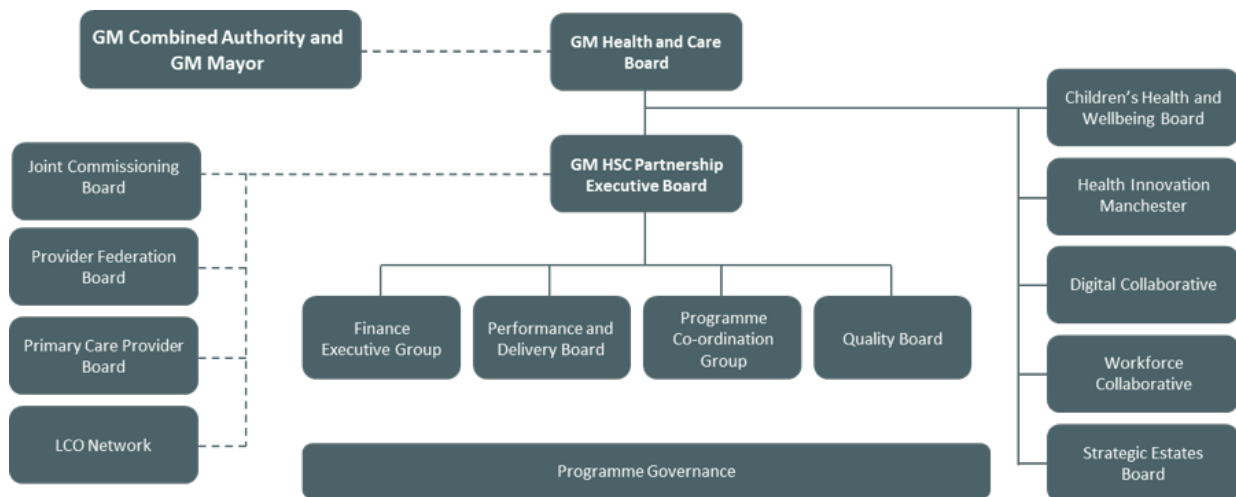 GM Combined Authority and
GM Mayor
GM Health and Care
Board
Children's Health and
Wellbeing Board
Joint Commissioning
Board
GM HSC Partnership
Executive Board
Health Innovation
Manchester
Provider Federation
Board
Digital Collaborative
Finance
Executive Group
Performance and
Delivery Board
Programme
Co-ordination
Group
Quality Board
Primary Care Provider
Board
Workforce
Collaborative
LCO Network
Programme Governance
Strategic Estates
Board